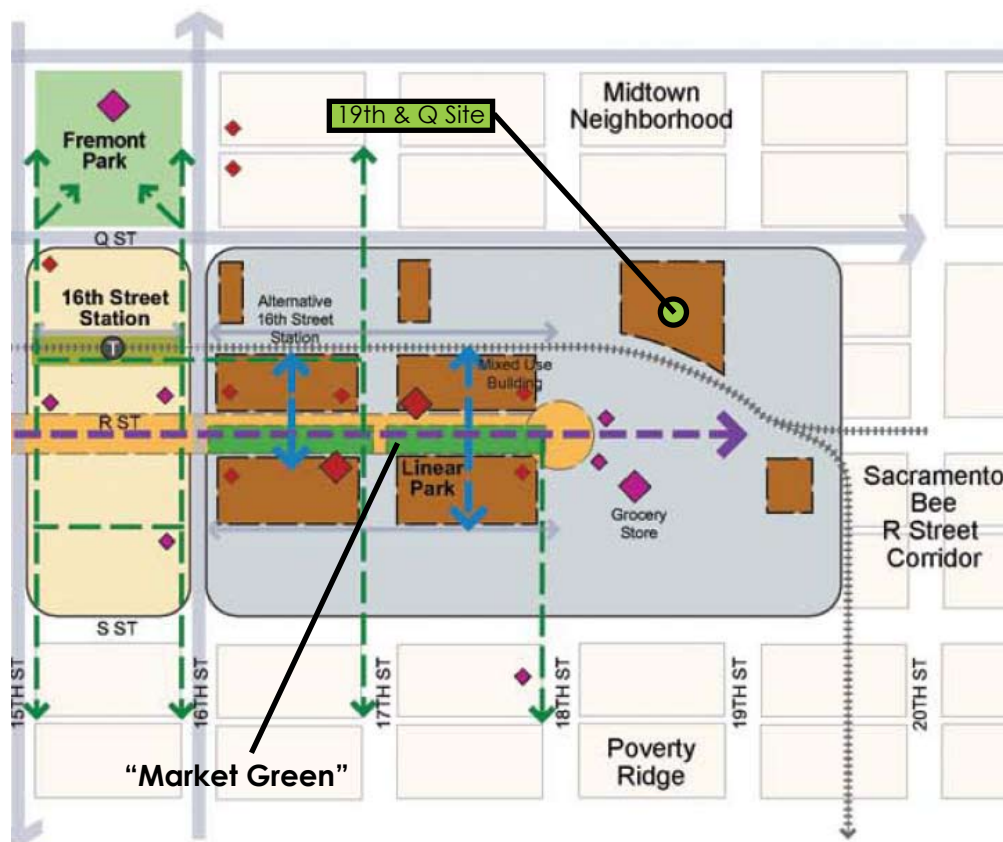 19th & Q Site
Midtown
Neighborhood
Fremont
Park
Q ST
16th Street
Station
T
Alternative
16th Street
Station
Mixed Use
Building
R ST
Linear
Park
Grocery
Store
Sacramento
Bee
R Street
Corridor
S ST
15TH ST
16TH ST
17TH ST
18TH ST
19TH ST
20TH ST
“Market Green”
Poverty
Ridge